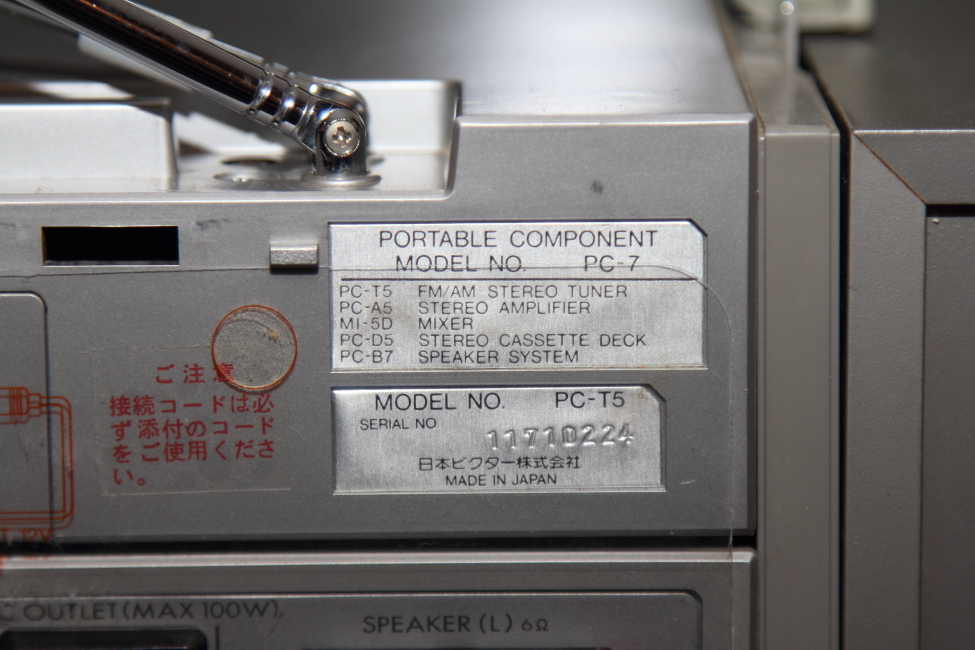 PORTABLE COMPONENT
MODEL NO. PC-7
PC-T5 FM/AM STEREO TUNER
PC-A5 STEREO AMPLIFIER
MI-5D MIXER
PC-D5 STEREO CASSETTE DECK
PC-B7 SPEAKER SYSTEM
ご注意
接続コードは必
ず添付のコード
をご使用くださ
い。
MODEL NO. PC-T5
SERIAL NO
11710224
日本ビクター株式会社
MADE IN JAPAN
12V
OUTLET (MAX 100W)
SPEAKER (L) 6Ω